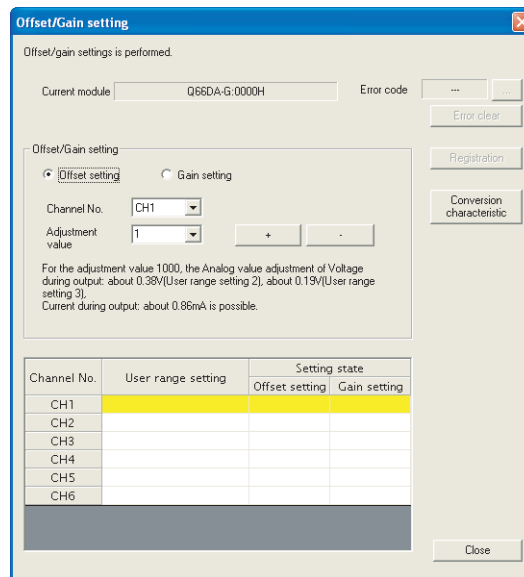 Offset/Gain setting
Offset/gain settings is performed.
Current module Q66DA-G:0000H Error code --- ...
Error clear
Offset/Gain setting
Registration
Offset setting Gain setting
Conversion
characteristic
Channel No. CH1
Adjustment
value 1 + -
For the adjustment value 1000, the Analog value adjustment of Voltage
during output: about 0.38V(User range setting 2), about 0.19V(User range
setting 3),
Current during output: about 0.86mA is possible.
Channel No. User range setting Setting state
Offset setting Gain setting
CH1
CH2
CH3
CH4
CH5
CH6
Close